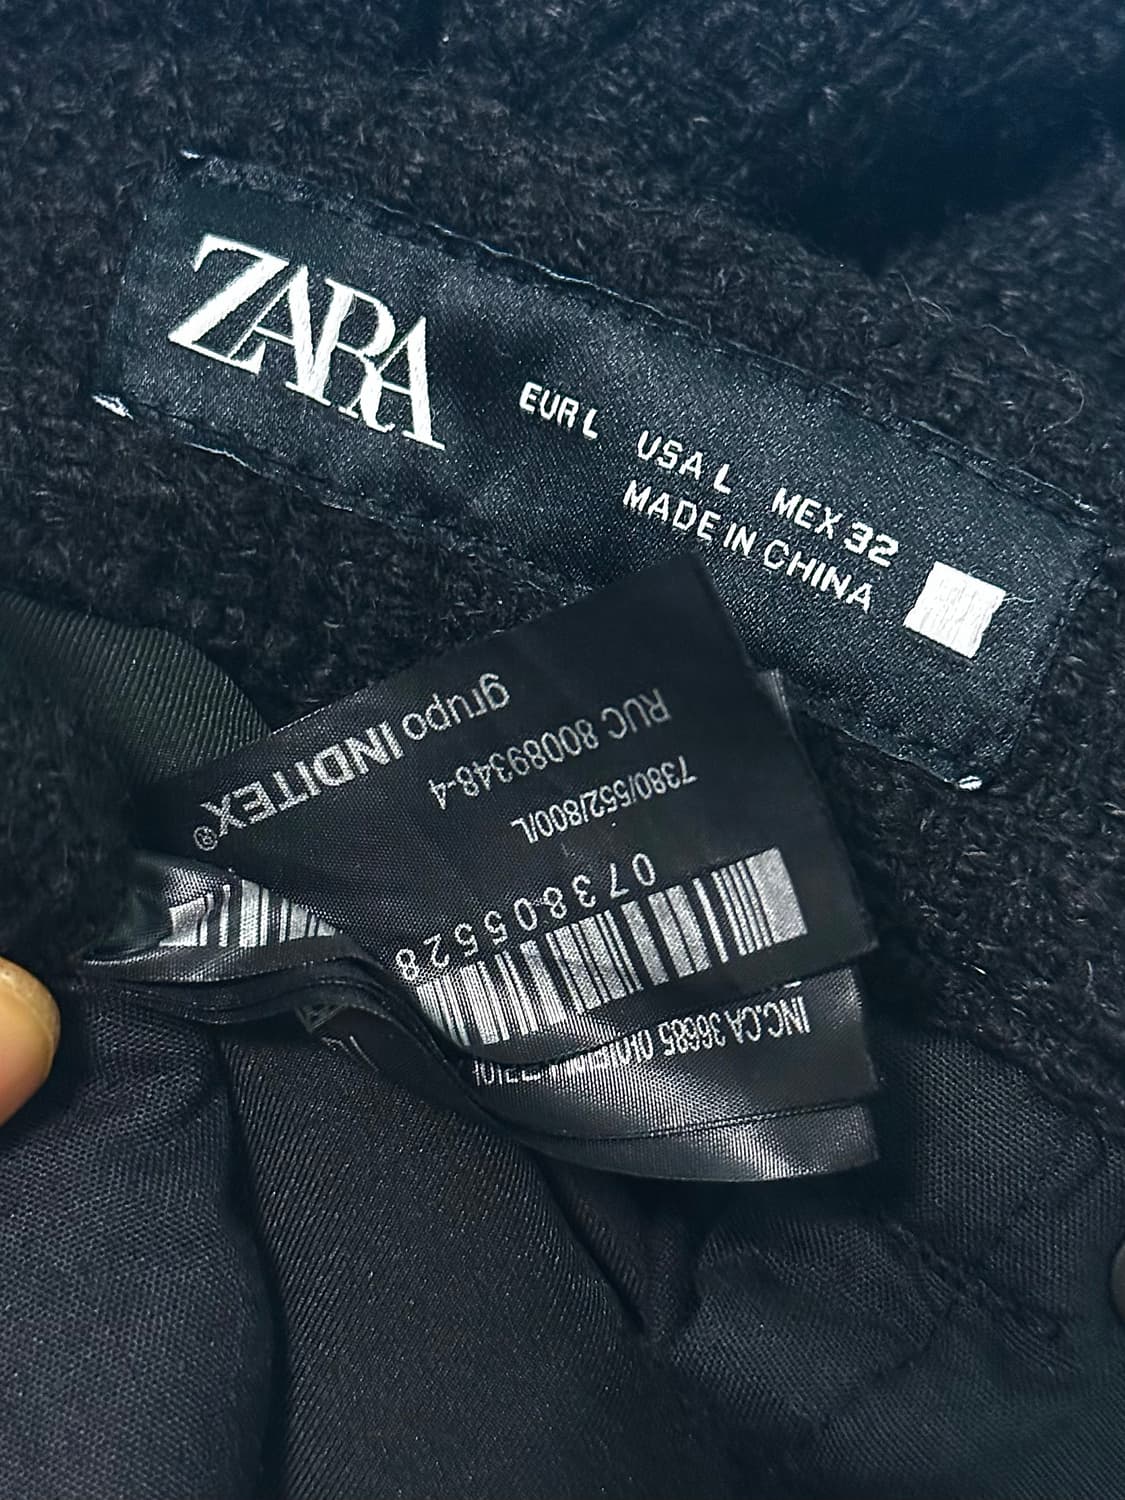 ZARA
EUR L USA L MEX 32
MADE IN CHINA
grupo INDITEX®
RUC 80089348-4
7380/552/800/L
0 7 3 8 0 5 5 2 8
INC.CA 36685